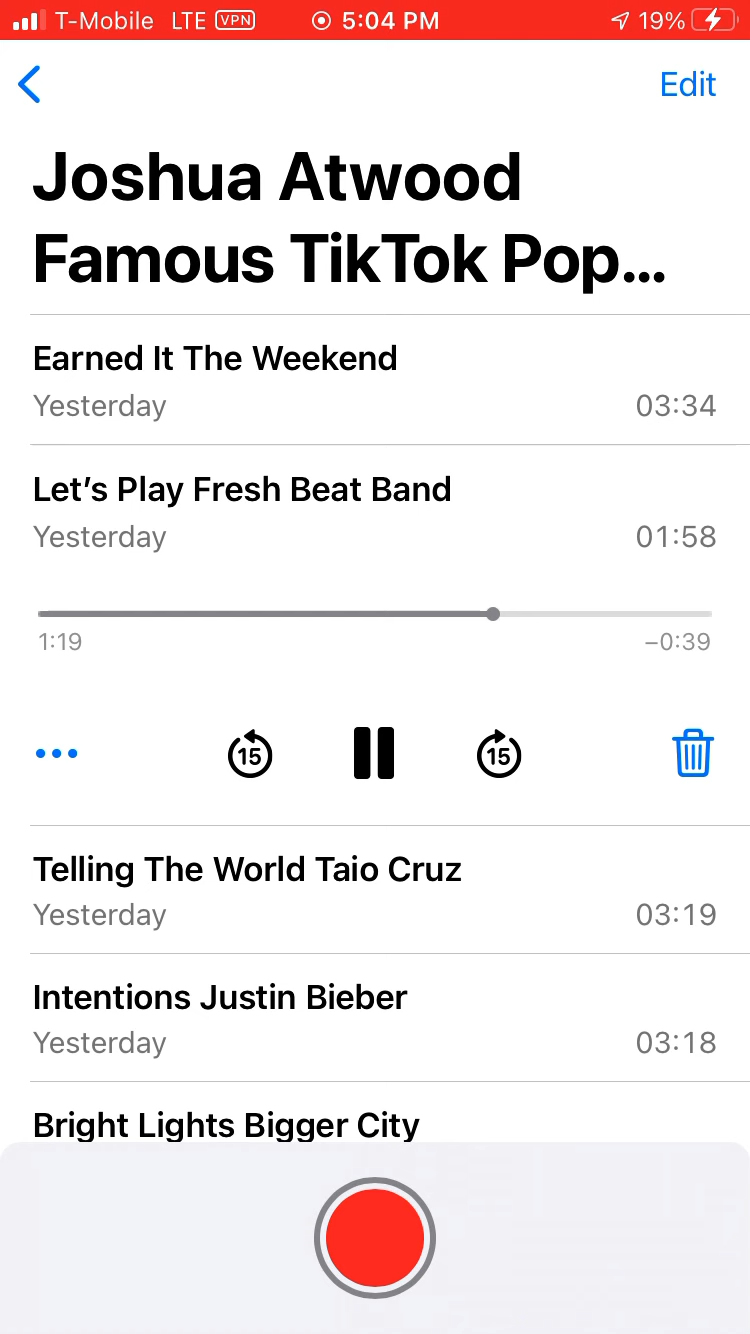 T-Mobile LTE VPN 5:04 PM 19%
Edit
Joshua Atwood
Famous TikTok Pop...
Earned It The Weekend
Yesterday 03:34
Let's Play Fresh Beat Band
Yesterday 01:58
1:19 −0:39
15 15
Telling The World Taio Cruz
Yesterday 03:19
Intentions Justin Bieber
Yesterday 03:18
Bright Lights Bigger City